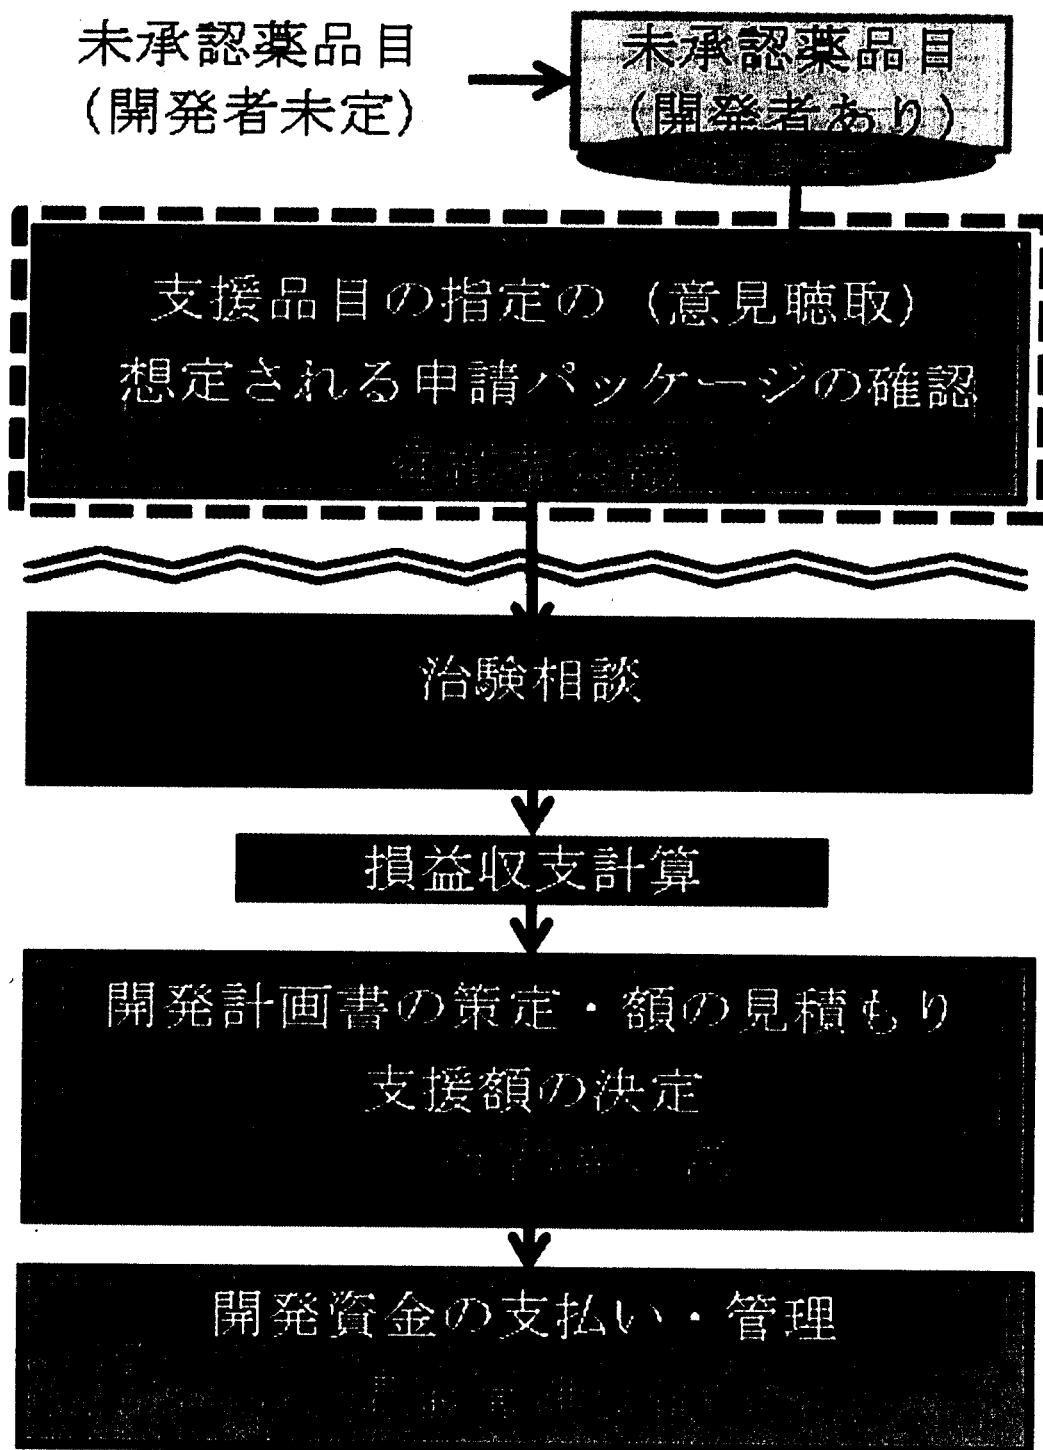 未承認薬品目
(開発者未定)
未承認薬品目
(開発者あり)
支援品目の指定の（意見聴取）
想定される申請パッケージの確認
治験相談
損益収支計算
開発計画書の策定・額の見積もり
支援額の決定
開発資金の支払い・管理